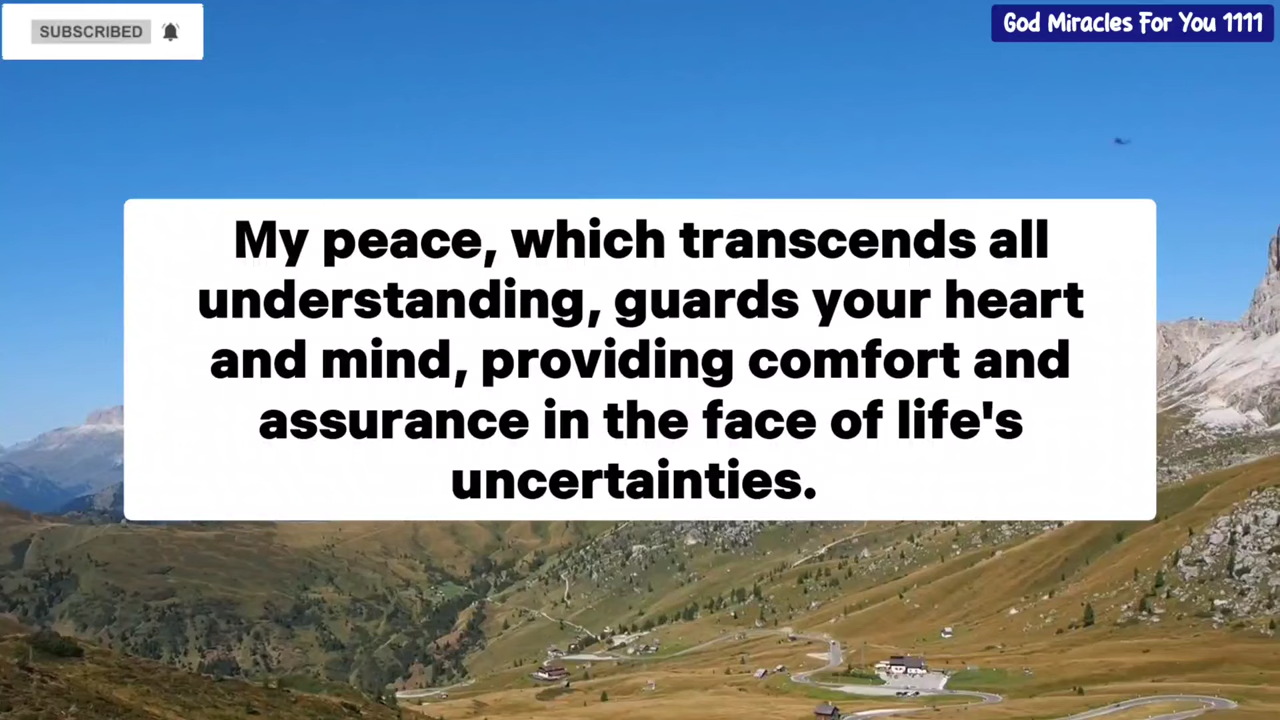 SUBSCRIBED
God Miracles For You 1111
My peace, which transcends all
understanding, guards your heart
and mind, providing comfort and
assurance in the face of life's
uncertainties.